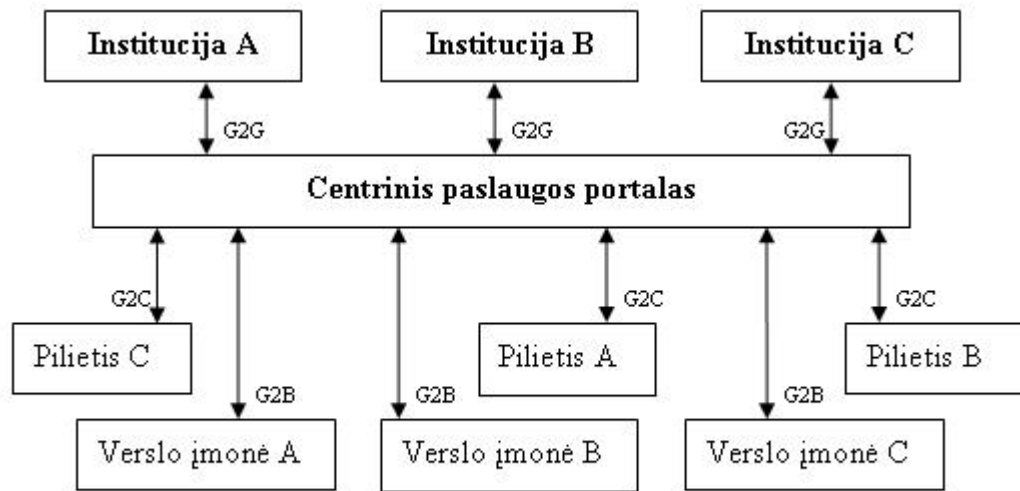 Institucija A
Institucija B
Institucija C
G2G
G2G
G2G
Centrinis paslaugos portalas
G2C
G2C
G2C
Pilietis C
Pilietis A
Pilietis B
G2B
G2B
G2B
Verslo įmonė A
Verslo įmonė B
Verslo įmonė C